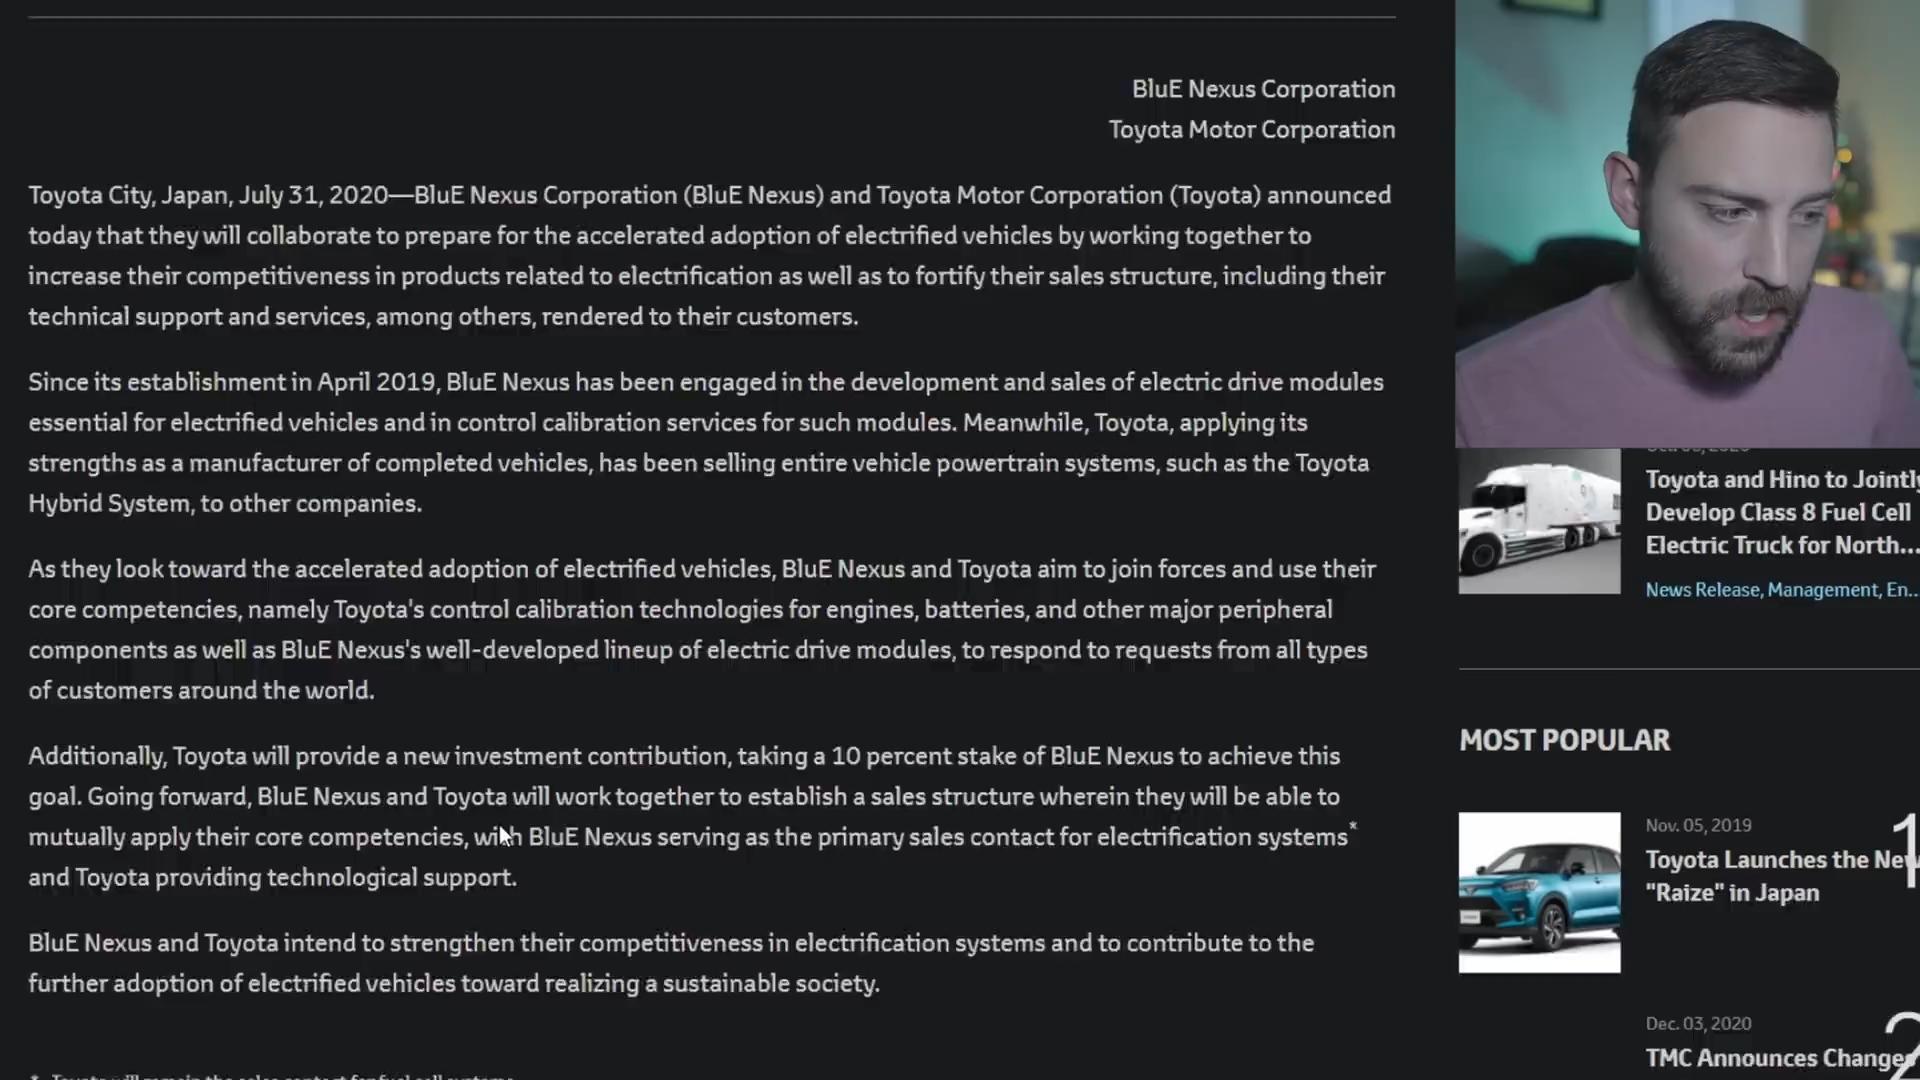 BluE Nexus Corporation
Toyota Motor Corporation
Toyota City, Japan, July 31, 2020—BluE Nexus Corporation (BluE Nexus) and Toyota Motor Corporation (Toyota) announced
today that they will collaborate to prepare for the accelerated adoption of electrified vehicles by working together to
increase their competitiveness in products related to electrification as well as to fortify their sales structure, including their
technical support and services, among others, rendered to their customers.
Since its establishment in April 2019, BluE Nexus has been engaged in the development and sales of electric drive modules
essential for electrified vehicles and in control calibration services for such modules. Meanwhile, Toyota, applying its
strengths as a manufacturer of completed vehicles, has been selling entire vehicle powertrain systems, such as the Toyota
Hybrid System, to other companies.
As they look toward the accelerated adoption of electrified vehicles, BluE Nexus and Toyota aim to join forces and use their
core competencies, namely Toyota's control calibration technologies for engines, batteries, and other major peripheral
components as well as BluE Nexus's well-developed lineup of electric drive modules, to respond to requests from all types
of customers around the world.
Additionally, Toyota will provide a new investment contribution, taking a 10 percent stake of BluE Nexus to achieve this
goal. Going forward, BluE Nexus and Toyota will work together to establish a sales structure wherein they will be able to
mutually apply their core competencies, with BluE Nexus serving as the primary sales contact for electrification systems*
and Toyota providing technological support.
BluE Nexus and Toyota intend to strengthen their competitiveness in electrification systems and to contribute to the
further adoption of electrified vehicles toward realizing a sustainable society.
* Toyota will remain the sales contact for fuel cell systems
Toyota and Hino to Jointly
Develop Class 8 Fuel Cell
Electric Truck for North...
News Release, Management, En...
MOST POPULAR
Nov. 05, 2019
1
Toyota Launches the New
"Raize" in Japan
Dec. 03, 2020
2
TMC Announces Changes